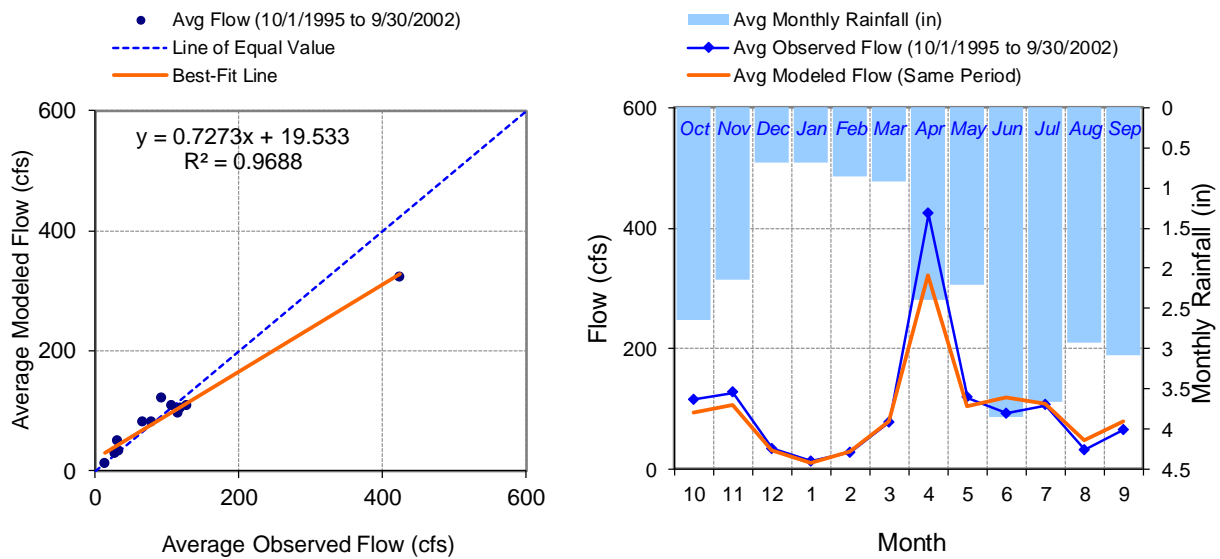 Avg Flow (10/1/1995 to 9/30/2002)
Line of Equal Value
Best-Fit Line
y = 0.7273x + 19.533
R² = 0.9688
600
400
200
0
0 200 400 600
Average Modeled Flow (cfs)
Average Observed Flow (cfs)
Avg Monthly Rainfall (in)
Avg Observed Flow (10/1/1995 to 9/30/2002)
Avg Modeled Flow (Same Period)
Oct Nov Dec Jan Feb Mar Apr May Jun Jul Aug Sep
600
400
200
0
Flow (cfs)
0
0.5
1
1.5
2
2.5
3
3.5
4
4.5
Monthly Rainfall (in)
10 11 12 1 2 3 4 5 6 7 8 9
Month